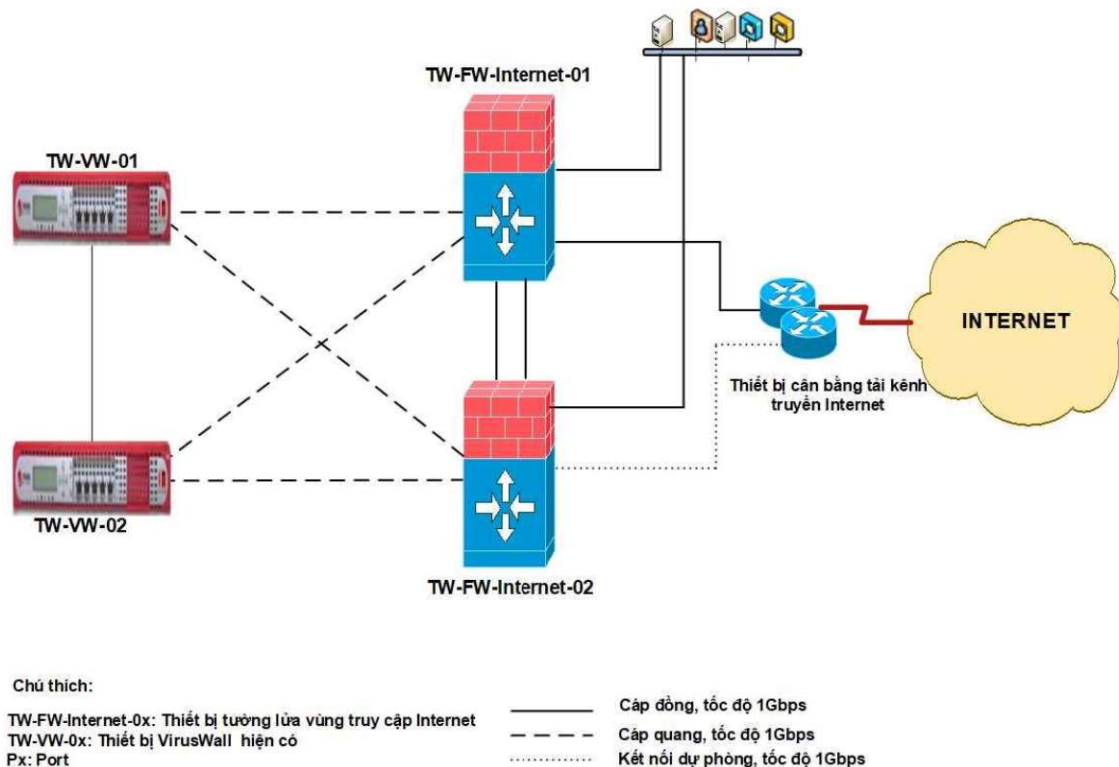 TW-FW-Internet-01
TW-VW-01
INTERNET
Thiết bị cân bằng tải kênh
truyền Internet
TW-VW-02
TW-FW-Internet-02
Chú thích:
TW-FW-Internet-0x: Thiết bị tường lửa vùng truy cập Internet
TW-VW-0x: Thiết bị VirusWall hiện có
Px: Port
Cáp đồng, tốc độ 1Gbps
Cáp quang, tốc độ 1Gbps
Kết nối dự phòng, tốc độ 1Gbps